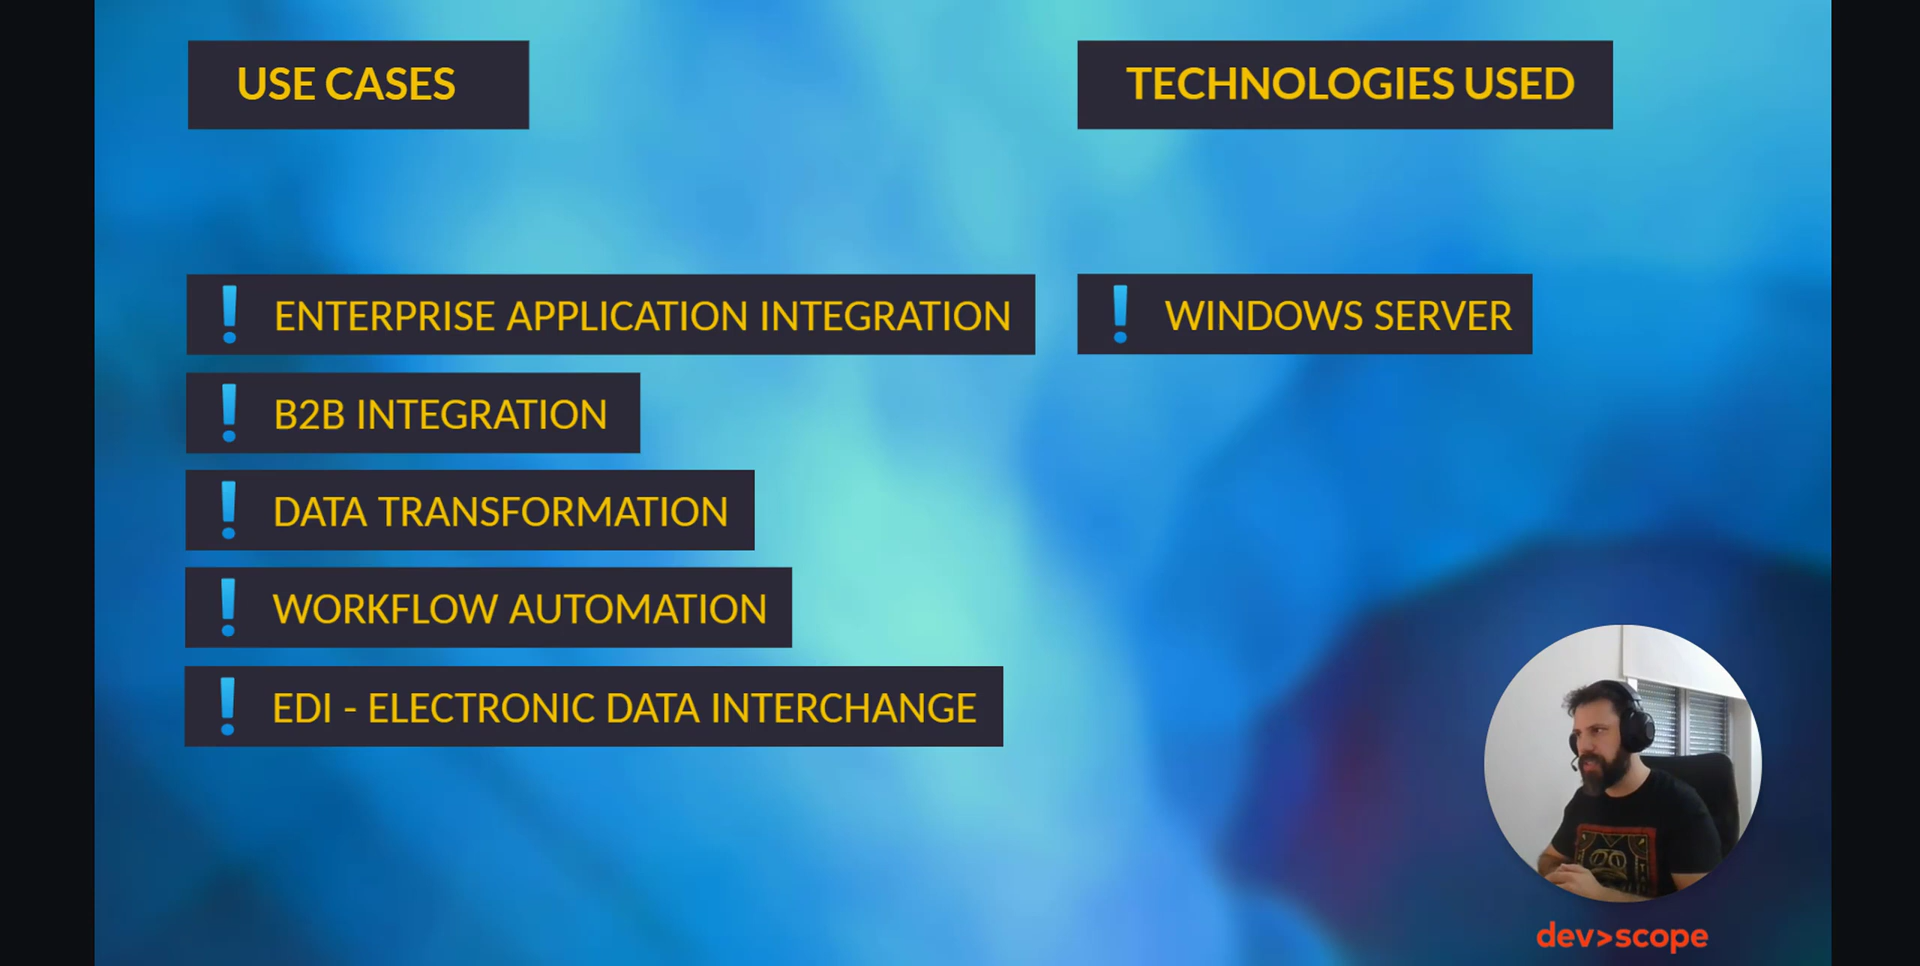 USE CASES
TECHNOLOGIES USED
ENTERPRISE APPLICATION INTEGRATION
WINDOWS SERVER
B2B INTEGRATION
DATA TRANSFORMATION
WORKFLOW AUTOMATION
EDI - ELECTRONIC DATA INTERCHANGE
dev>scope